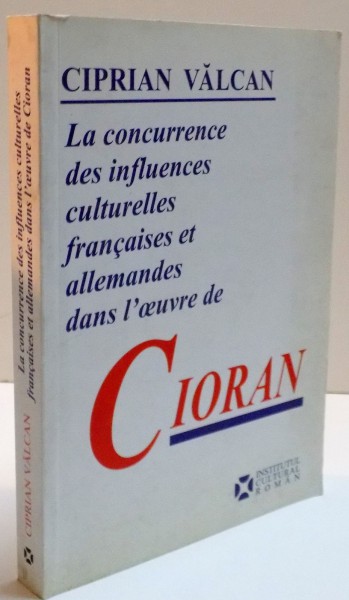 CIPRIAN VĂLCAN
La concurrence
des influences
culturelles
françaises et
allemandes
dans l'œuvre de
CIORAN
INSTITUTUL
CULTURAL
ROMÂN
CIPRIAN VĂLCAN
La concurrence des influences culturelles
françaises et allemandes dans l'œuvre de Cioran